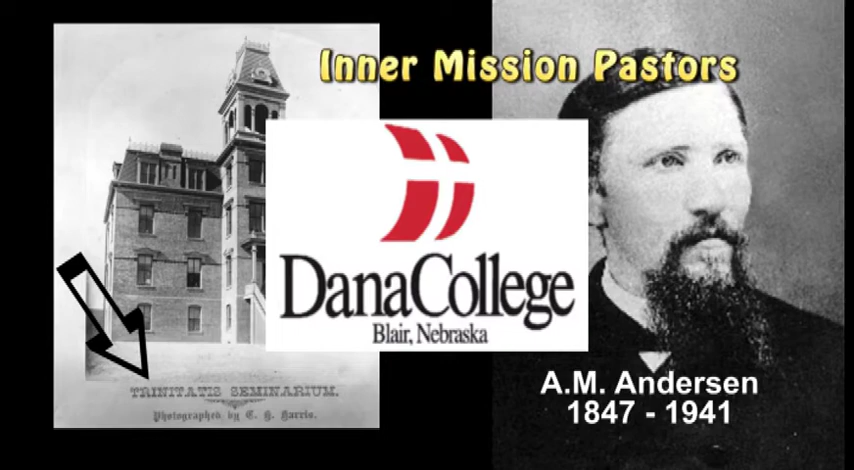 Inner Mission Pastors
DanaCollege
Blair, Nebraska
A.M. Andersen
1847 - 1941
TRINITATIS SEMINARIUM.
Photographed by C. H. Harris.